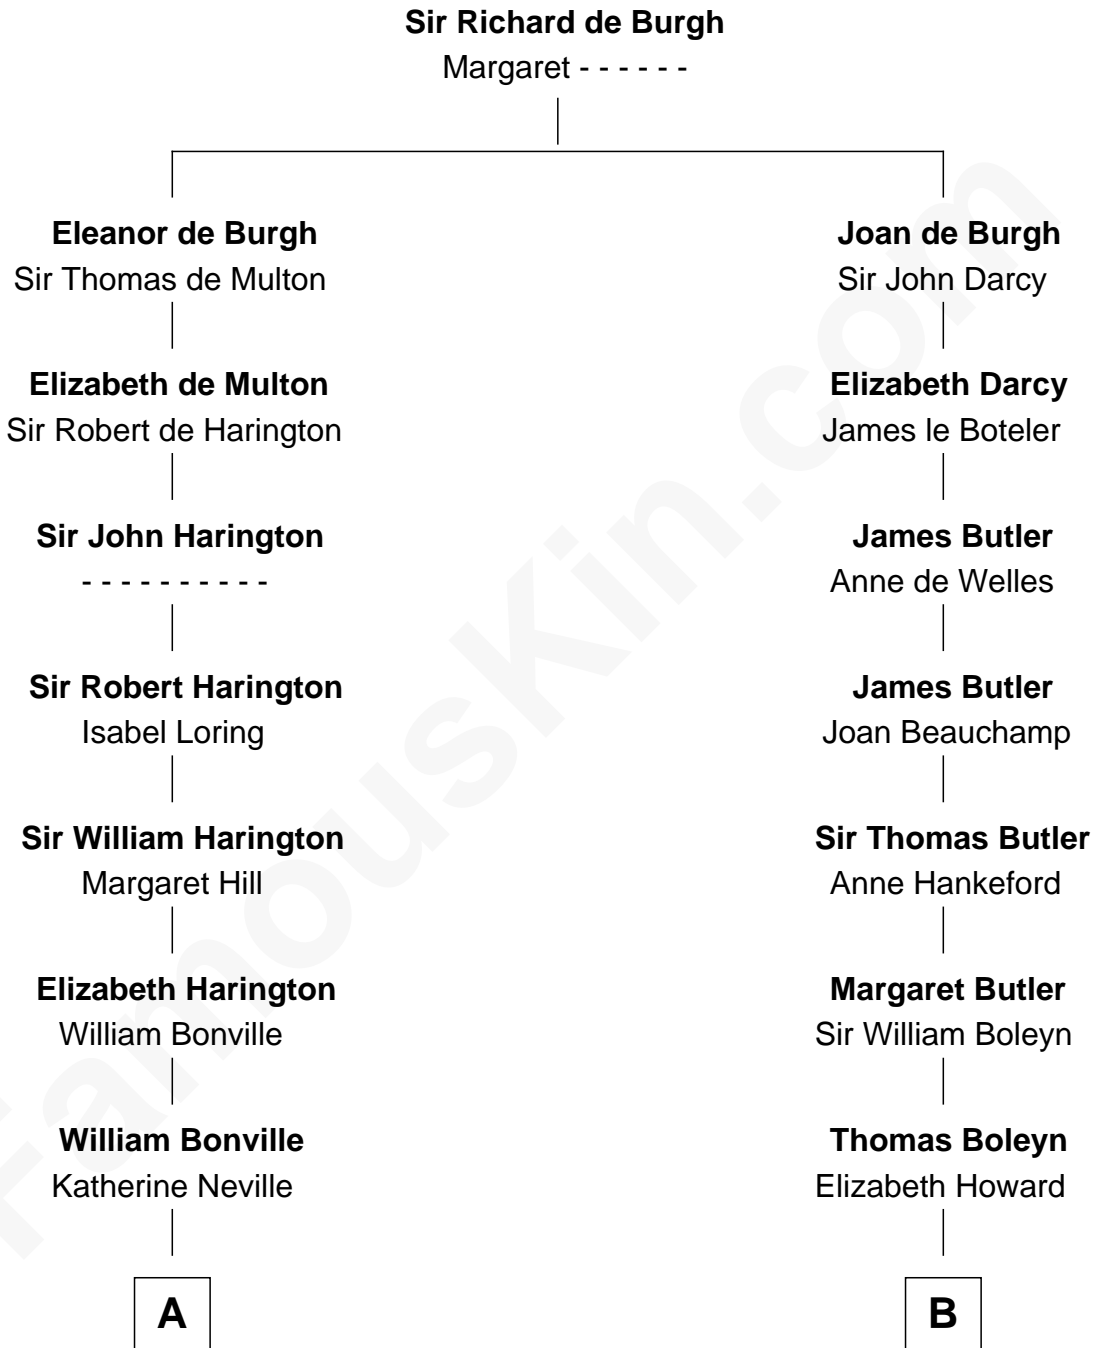 Sir Richard de Burgh
Margaret - - - - - -
Eleanor de Burgh
Sir Thomas de Multon
Joan de Burgh
Sir John Darcy
Elizabeth de Multon
Sir Robert de Harington
Elizabeth Darcy
James le Boteler
Sir John Harington
- - - - - - - - - -
James Butler
Anne de Welles
Sir Robert Harington
Isabel Loring
James Butler
Joan Beauchamp
Sir William Harington
Margaret Hill
Sir Thomas Butler
Anne Hankeford
Elizabeth Harington
William Bonville
Margaret Butler
Sir William Boleyn
William Bonville
Katherine Neville
Thomas Boleyn
Elizabeth Howard
A
B
FamousKin.com